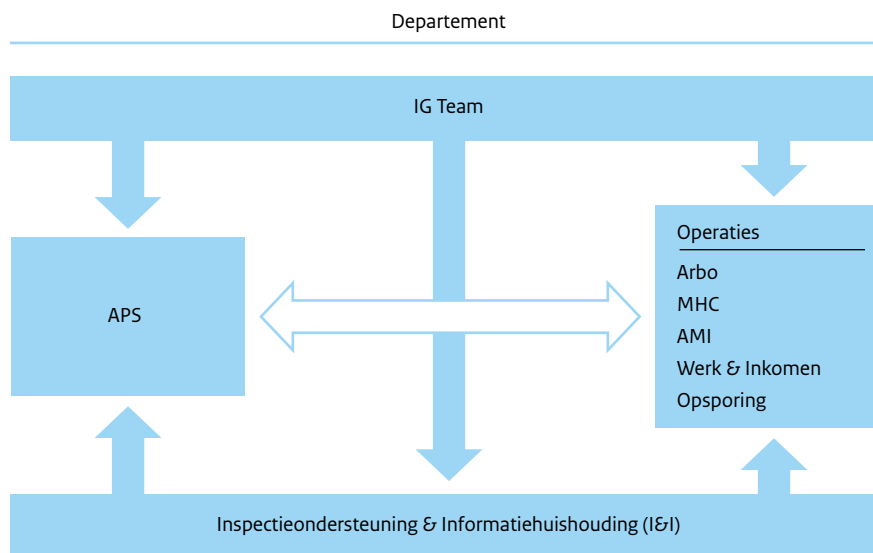 Departement
IG Team
APS
Operaties
Arbo
MHC
AMI
Werk & Inkomen
Opsporing
Inspectieondersteuning & Informatiehuishouding (I&I)